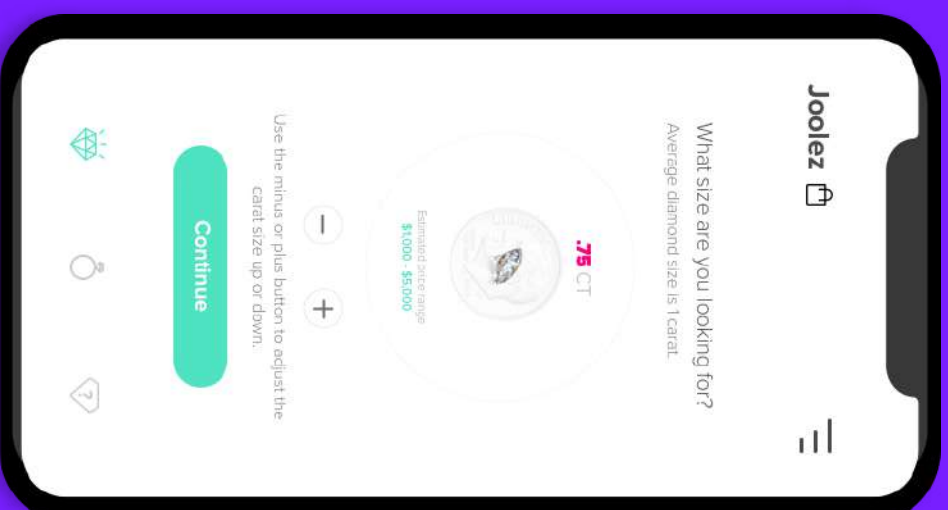 Joolez
What size are you looking for?
Average diamond size is 1 carat.
.75 CT
Estimated price range
$1,000 - $5,000
−
+
Use the minus or plus button to adjust the
carat size up or down.
Continue
?